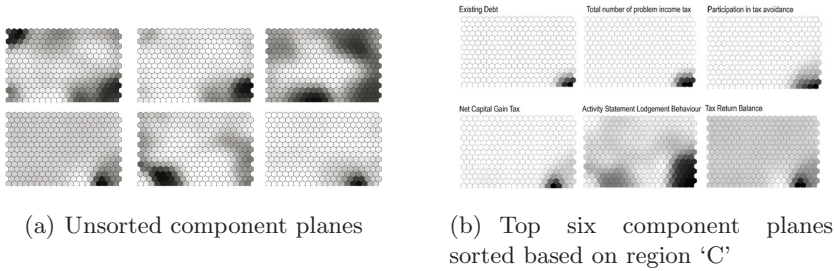 Existing Debt Total number of problem income tax Participation in tax avoidance
Net Capital Gain Tax Activity Statement Lodgement Behaviour Tax Return Balance
(a) Unsorted component planes
(b) Top six component planes
sorted based on region ‘C’